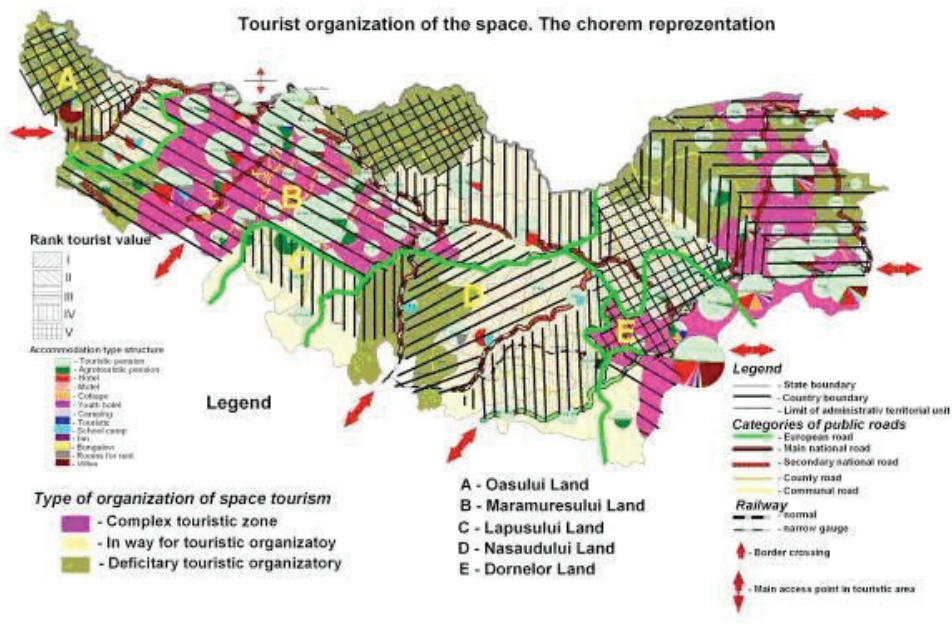 Tourist organization of the space. The chorem reprezentation
A
B
C
D
E
Rank tourist value
I
II
III
IV
V
Accommodation type structure
- Touristic pension
- Agrotouristic pension
- Hotel
- Motel
- Cottage
- Youth hotel
- Camping
- Touristic
- School camp
- Inn
- Bungalow
- Rooms for rent
- Villas
Legend
Type of organization of space tourism
- Complex touristic zone
- In way for touristic organizatoy
- Deficitary touristic organizatory
A - Oasului Land
B - Maramuresului Land
C - Lapusului Land
D - Nasaudului Land
E - Dornelor Land
Legend
- State boundary
- Country boundary
- Limit of administrativ territorial unit
Categories of public roads
- European road
- Main national road
- Secondary national road
- County road
- Communal road
Railway
- normal
- narrow gauge
- Border crossing
- Main access point in touristic area